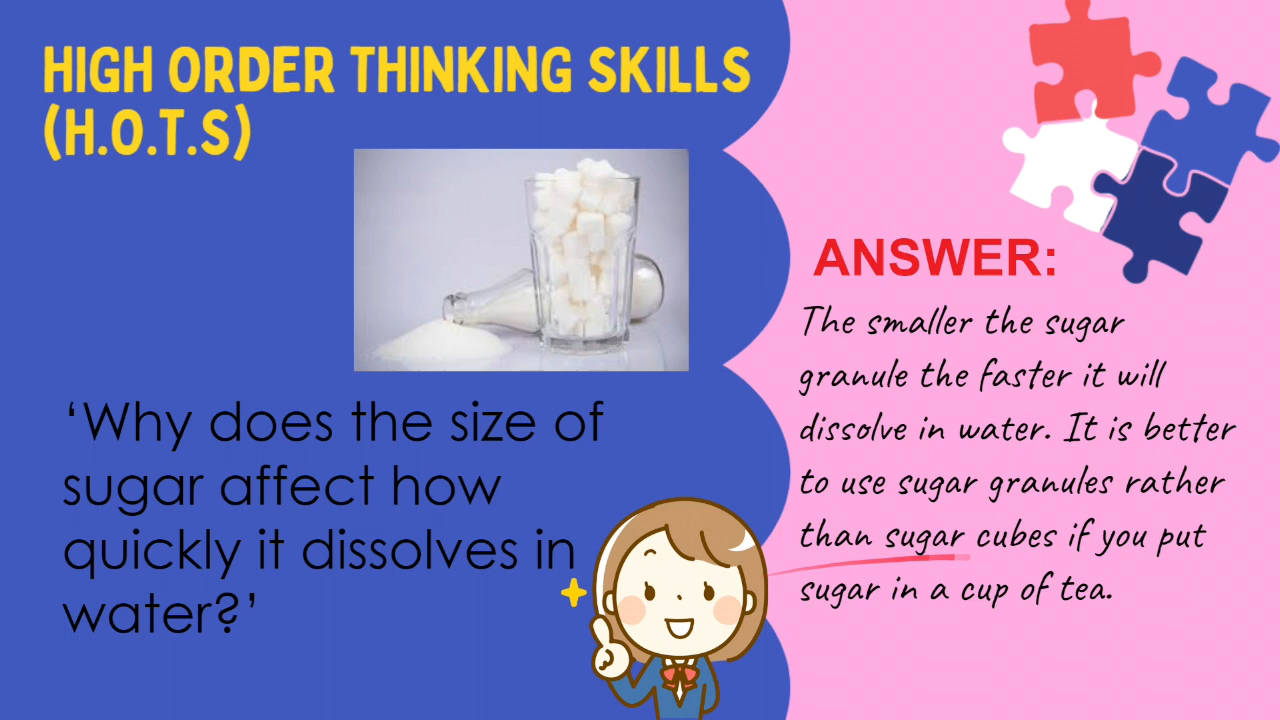 HIGH ORDER THINKING SKILLS
(H.O.T.S)
‘Why does the size of
sugar affect how
quickly it dissolves in
water?’
ANSWER:
The smaller the sugar
granule the faster it will
dissolve in water. It is better
to use sugar granules rather
than sugar cubes if you put
sugar in a cup of tea.